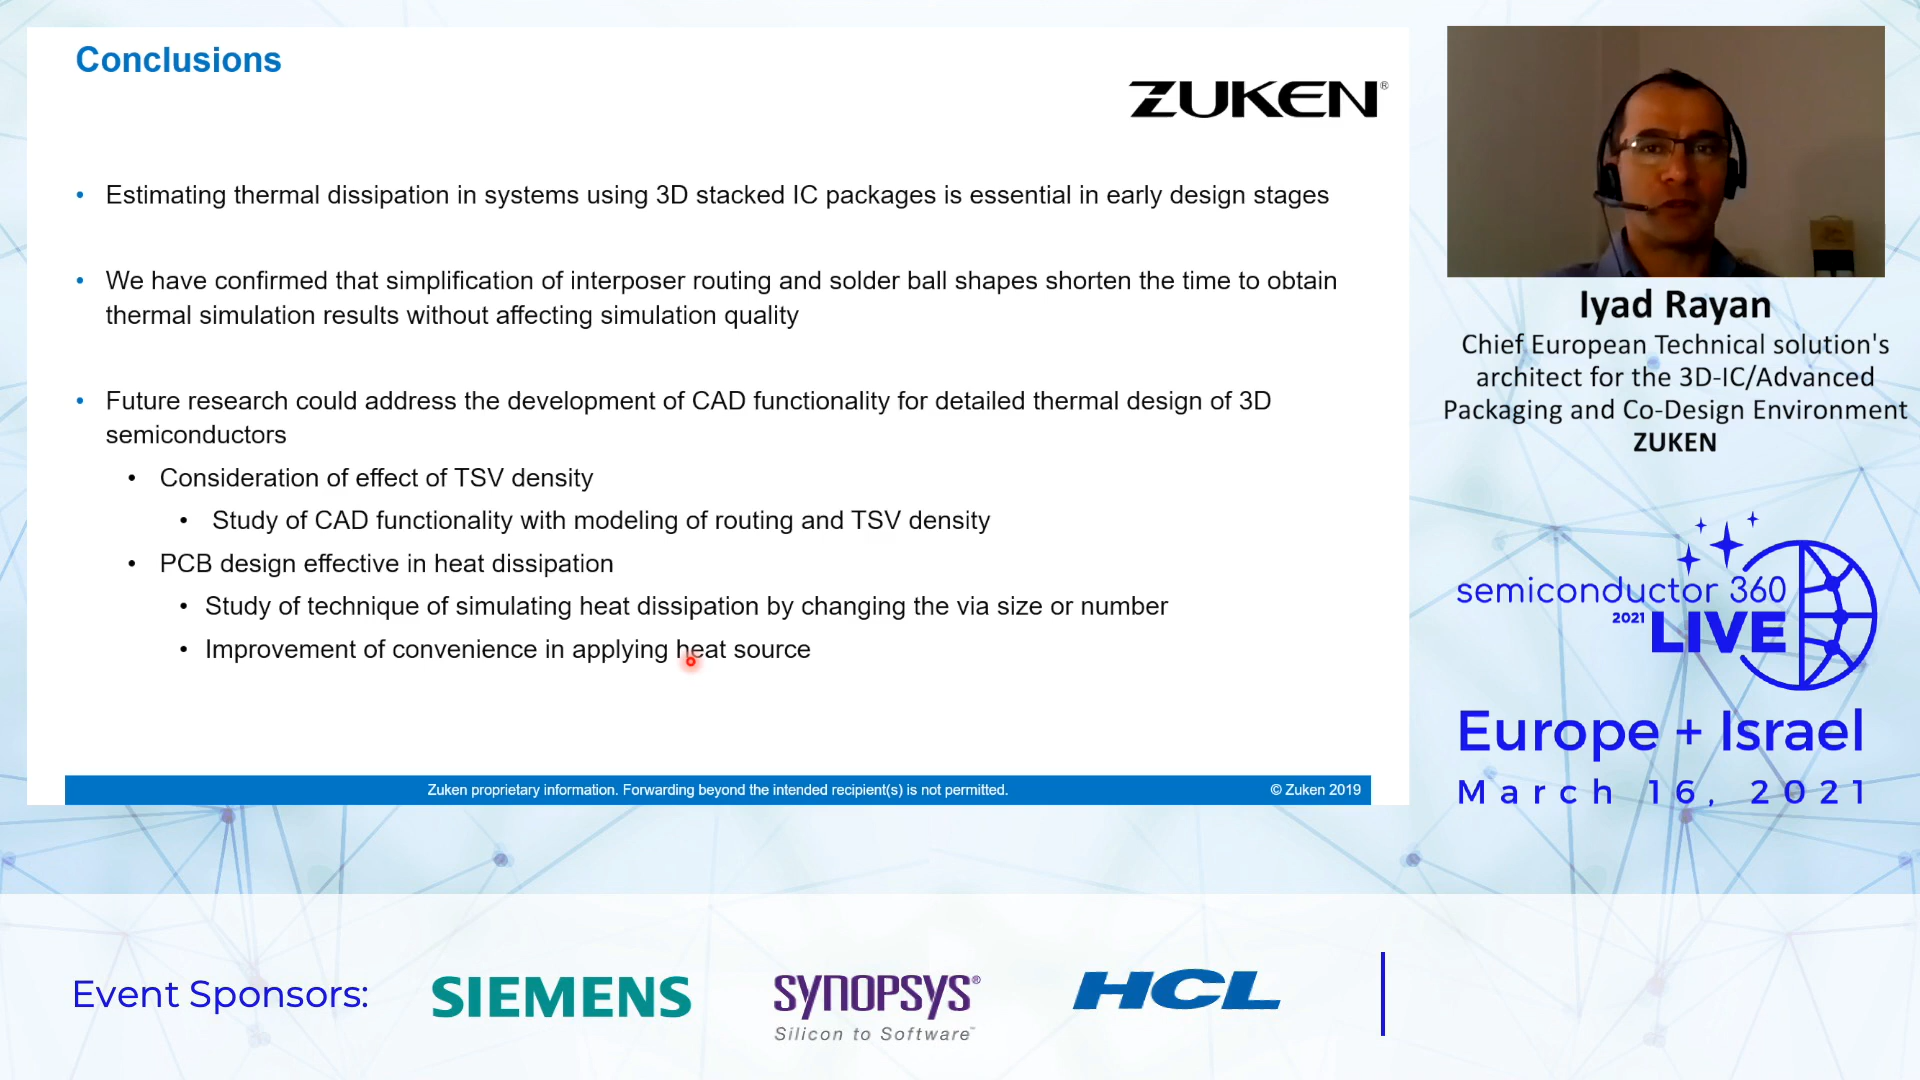 Conclusions
ZUKEN®
• Estimating thermal dissipation in systems using 3D stacked IC packages is essential in early design stages
• We have confirmed that simplification of interposer routing and solder ball shapes shorten the time to obtain
thermal simulation results without affecting simulation quality
• Future research could address the development of CAD functionality for detailed thermal design of 3D
semiconductors
• Consideration of effect of TSV density
• Study of CAD functionality with modeling of routing and TSV density
• PCB design effective in heat dissipation
• Study of technique of simulating heat dissipation by changing the via size or number
• Improvement of convenience in applying heat source
Zuken proprietary information. Forwarding beyond the intended recipient(s) is not permitted.
© Zuken 2019
Iyad Rayan
Chief European Technical solution's
architect for the 3D-IC/Advanced
Packaging and Co-Design Environment
ZUKEN
semiconductor 360
2021 LIVE
Europe + Israel
March 16, 2021
Event Sponsors:
SIEMENS
SYNOPSYS®
Silicon to Software™
HCL